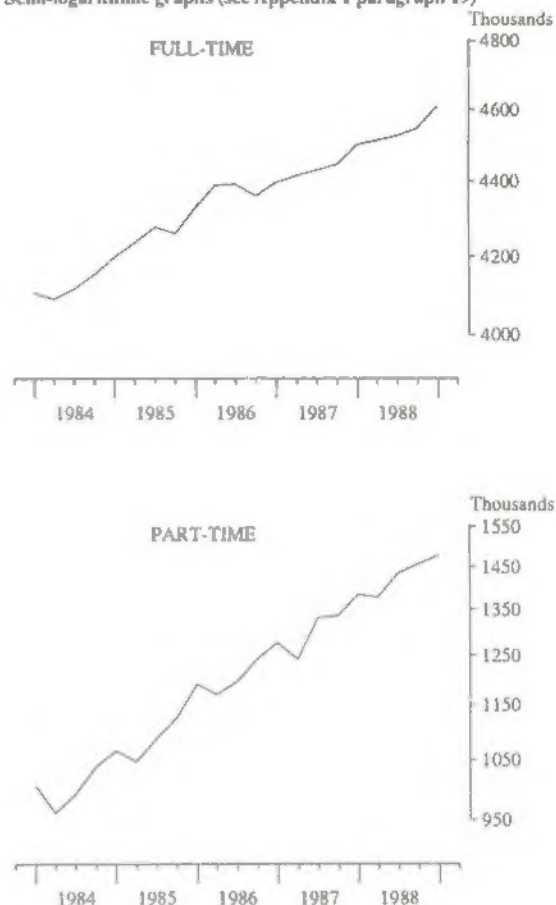 Semi-logarithmic graphs (see Appendix 1 paragraph 19)
Thousands
FULL-TIME
4800
4600
4400
4200
4000
1984 1985 1986 1987 1988
Thousands
PART-TIME
1550
1450
1350
1250
1150
1050
950
1984 1985 1986 1987 1988